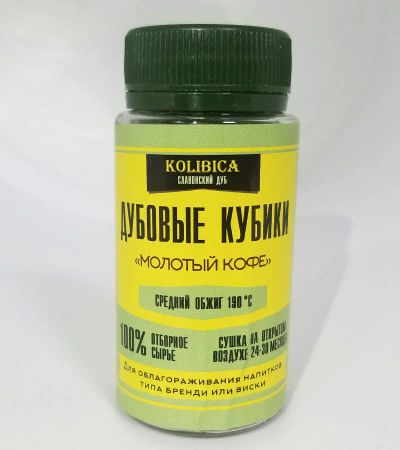 KOLIBICA
СЛАВОНСКИЙ ДУБ
ДУБОВЫЕ КУБИКИ
«МОЛОТЫЙ КОФЕ»
СРЕДНИЙ ОБЖИГ 190 °С
100% ОТБОРНОЕ СЫРЬЕ
СУШКА НА ОТКРЫТОМ
ВОЗДУХЕ 24-30 МЕСЯЦЕВ
Для облагораживания напитков
типа бренди или виски